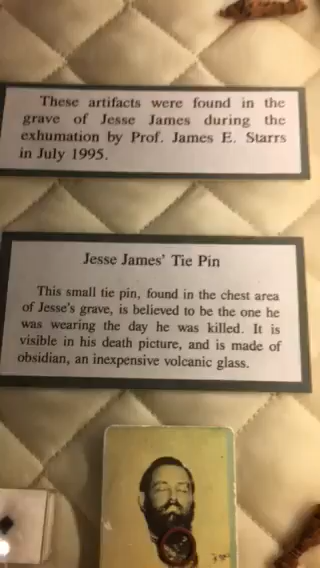 These artifacts were found in the
grave of Jesse James during the
exhumation by Prof. James E. Starrs
in July 1995.
Jesse James' Tie Pin
This small tie pin, found in the chest area
of Jesse's grave, is believed to be the one he
was wearing the day he was killed. It is
visible in his death picture, and is made of
obsidian, an inexpensive volcanic glass.